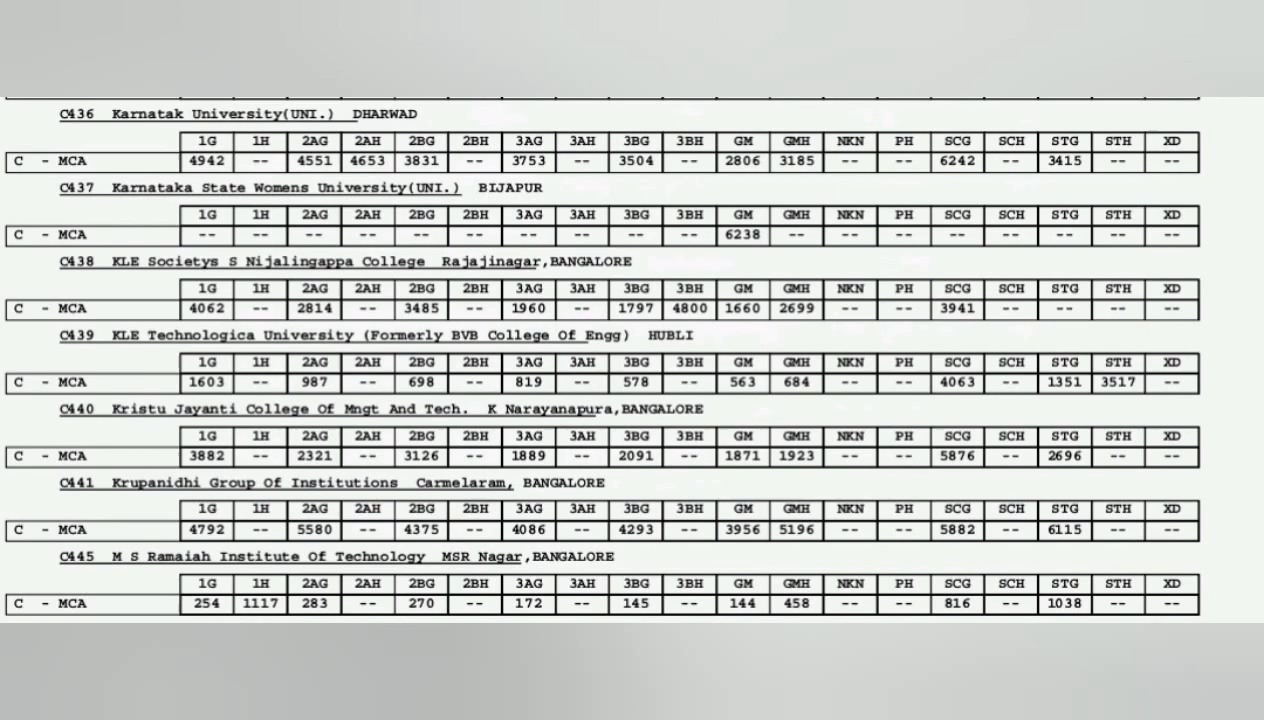 C436 Karnatak University(UNI.) DHARWAD
1G 1H 2AG 2AH 2BG 2BH 3AG 3AH 3BG 3BH GM GMH NKN PH SCG SCH STG STH XD
C - MCA 4942 -- 4551 4653 3831 -- 3753 -- 3504 -- 2806 3185 -- -- 6242 -- 3415 -- --
C437 Karnataka State Womens University(UNI.) BIJAPUR
1G 1H 2AG 2AH 2BG 2BH 3AG 3AH 3BG 3BH GM GMH NKN PH SCG SCH STG STH XD
C - MCA -- -- -- -- -- -- -- -- -- -- 6238 -- -- -- -- -- -- -- --
C438 KLE Societys S Nijalingappa College Rajajinagar,BANGALORE
1G 1H 2AG 2AH 2BG 2BH 3AG 3AH 3BG 3BH GM GMH NKN PH SCG SCH STG STH XD
C - MCA 4062 -- 2814 -- 3485 -- 1960 -- 1797 4800 1660 2699 -- -- 3941 -- -- -- --
C439 KLE Technologica University (Formerly BVB College Of Engg) HUBLI
1G 1H 2AG 2AH 2BG 2BH 3AG 3AH 3BG 3BH GM GMH NKN PH SCG SCH STG STH XD
C - MCA 1603 -- 987 -- 698 -- 819 -- 578 -- 563 684 -- -- 4063 -- 1351 3517 --
C440 Kristu Jayanti College Of Mngt And Tech. K Narayanapura,BANGALORE
1G 1H 2AG 2AH 2BG 2BH 3AG 3AH 3BG 3BH GM GMH NKN PH SCG SCH STG STH XD
C - MCA 3882 -- 2321 -- 3126 -- 1889 -- 2091 -- 1871 1923 -- -- 5876 -- 2696 -- --
C441 Krupanidhi Group Of Institutions Carmelaram, BANGALORE
1G 1H 2AG 2AH 2BG 2BH 3AG 3AH 3BG 3BH GM GMH NKN PH SCG SCH STG STH XD
C - MCA 4792 -- 5580 -- 4375 -- 4086 -- 4293 -- 3956 5196 -- -- 5882 -- 6115 -- --
C445 M S Ramaiah Institute Of Technology MSR Nagar,BANGALORE
1G 1H 2AG 2AH 2BG 2BH 3AG 3AH 3BG 3BH GM GMH NKN PH SCG SCH STG STH XD
C - MCA 254 1117 283 -- 270 -- 172 -- 145 -- 144 458 -- -- 816 -- 1038 -- --